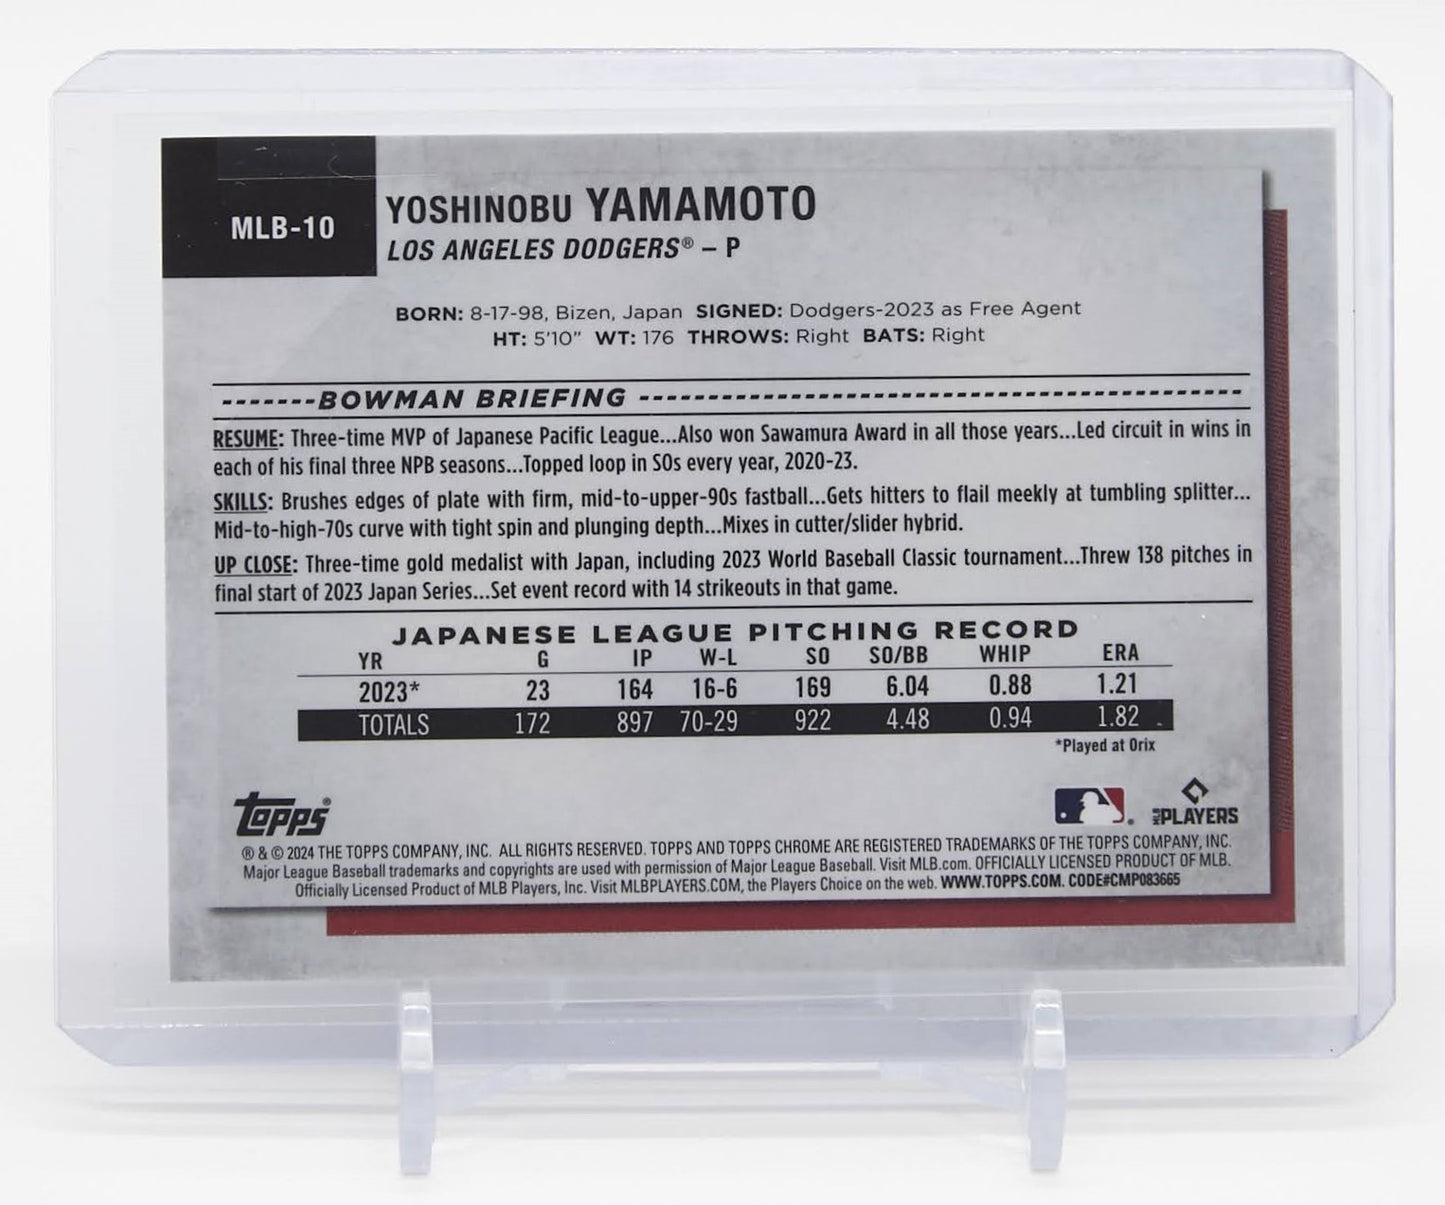 MLB-10
YOSHINOBU YAMAMOTO
LOS ANGELES DODGERS® – P
BORN: 8-17-98, Bizen, Japan SIGNED: Dodgers-2023 as Free Agent
HT: 5'10" WT: 176 THROWS: Right BATS: Right
BOWMAN BRIEFING
RESUME: Three-time MVP of Japanese Pacific League...Also won Sawamura Award in all those years...Led circuit in wins in
each of his final three NPB seasons...Topped loop in SOs every year, 2020-23.
SKILLS: Brushes edges of plate with firm, mid-to-upper-90s fastball...Gets hitters to flail meekly at tumbling splitter...
Mid-to-high-70s curve with tight spin and plunging depth...Mixes in cutter/slider hybrid.
UP CLOSE: Three-time gold medalist with Japan, including 2023 World Baseball Classic tournament...Threw 138 pitches in
final start of 2023 Japan Series...Set event record with 14 strikeouts in that game.
JAPANESE LEAGUE PITCHING RECORD
YR G IP W-L SO SO/BB WHIP ERA
2023* 23 164 16-6 169 6.04 0.88 1.21
TOTALS 172 897 70-29 922 4.48 0.94 1.82
*Played at Orix
Topps®
MLB PLAYERS
® & © 2024 THE TOPPS COMPANY, INC. ALL RIGHTS RESERVED. TOPPS AND TOPPS CHROME ARE REGISTERED TRADEMARKS OF THE TOPPS COMPANY, INC.
Major League Baseball trademarks and copyrights are used with permission of Major League Baseball. Visit MLB.com. OFFICIALLY LICENSED PRODUCT OF MLB.
Officially Licensed Product of MLB Players, Inc. Visit MLBPLAYERS.COM, the Players Choice on the web. WWW.TOPPS.COM. CODE#CMP083665